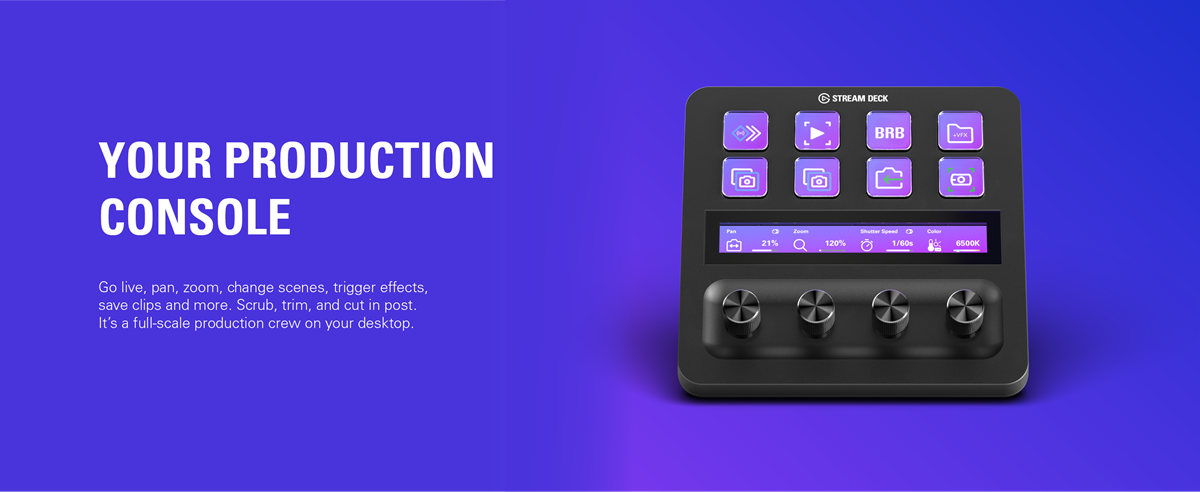 YOUR PRODUCTION
CONSOLE
Go live, pan, zoom, change scenes, trigger effects,
save clips and more. Scrub, trim, and cut in post.
It's a full-scale production crew on your desktop.
STREAM DECK
BRB
+VFX
Pan
Zoom
Shutter Speed
Color
21%
120%
1/60s
6500K